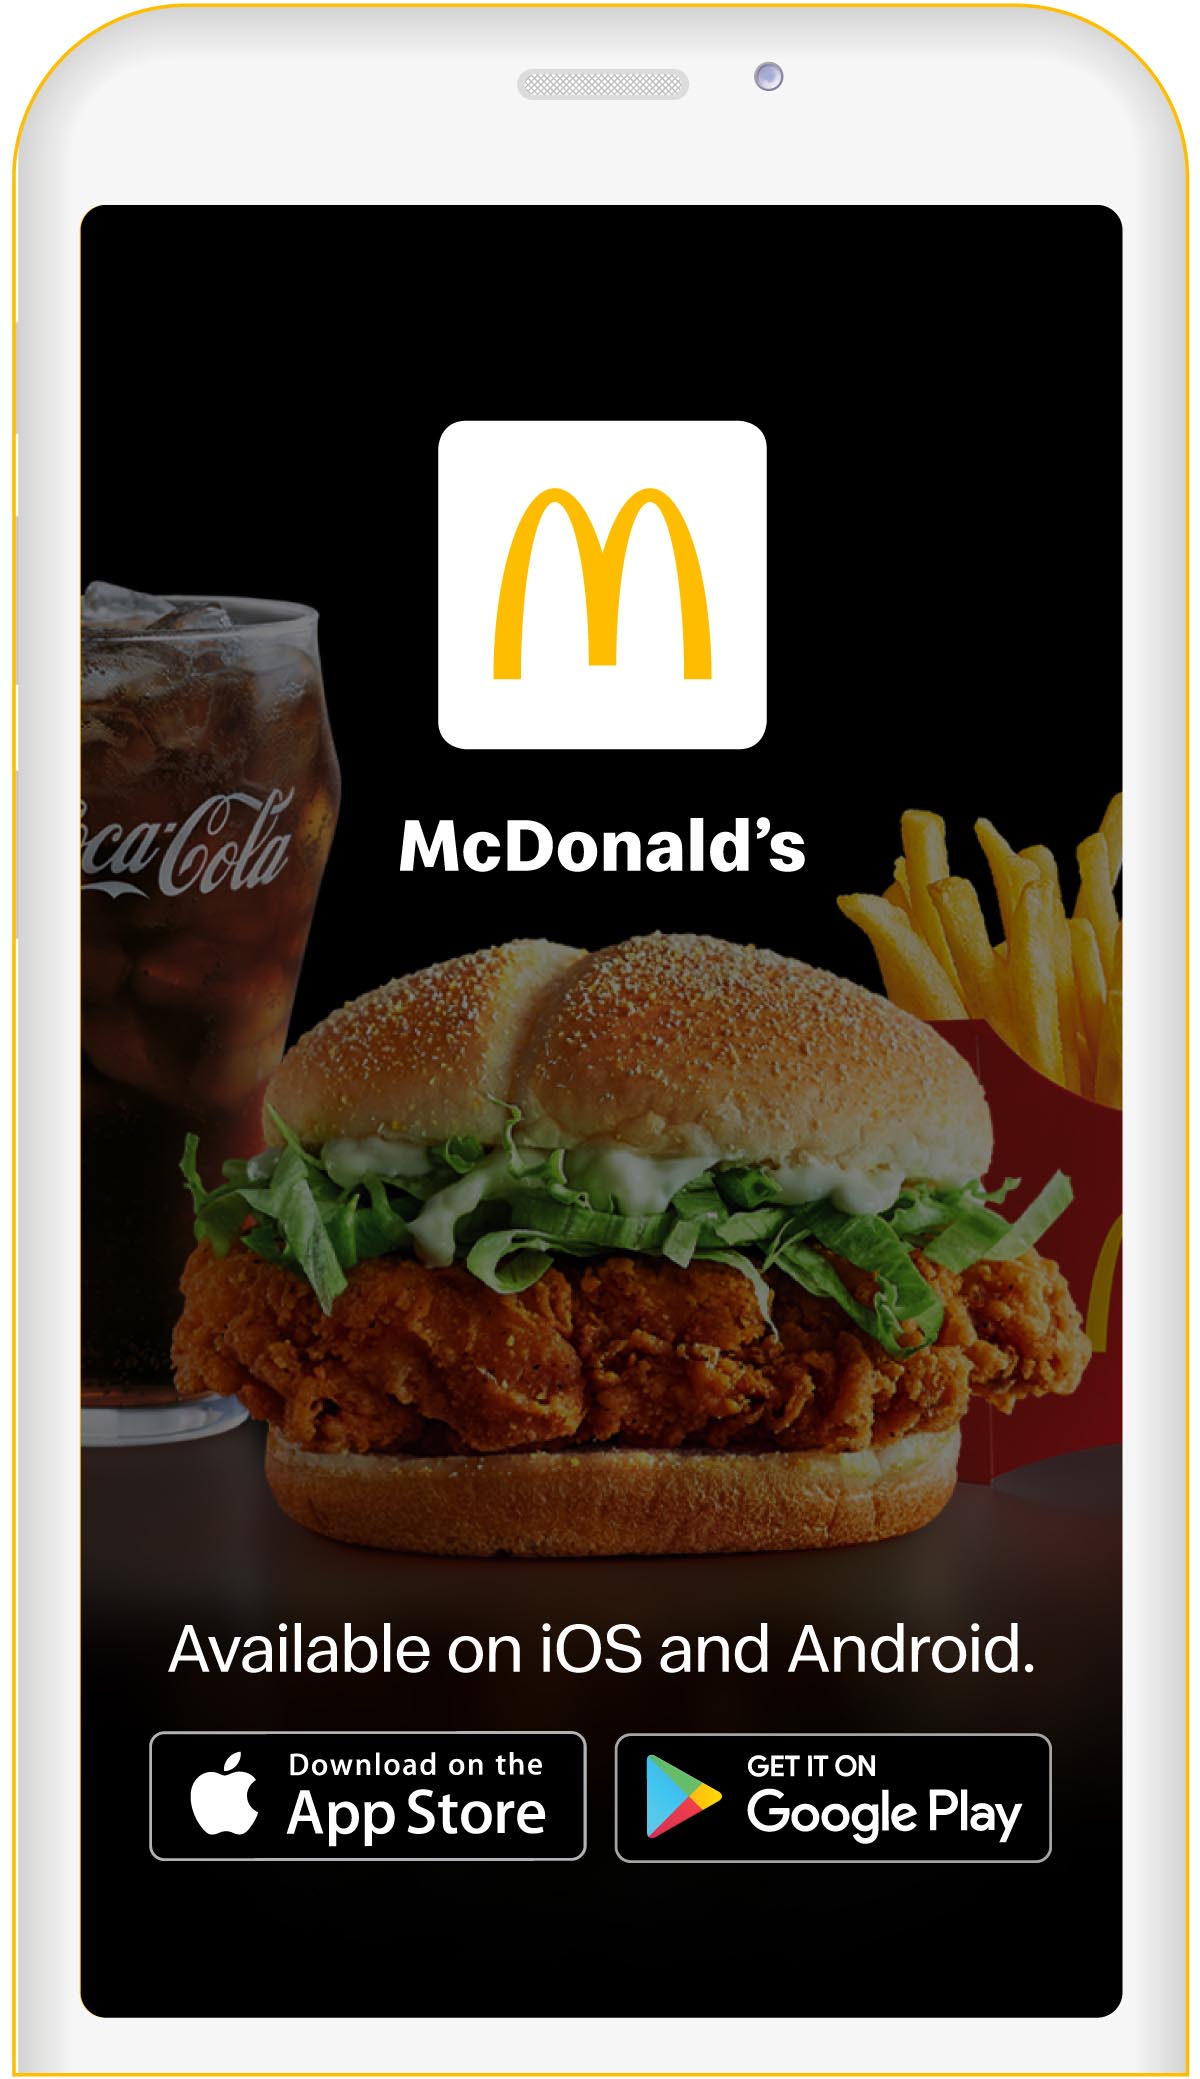 McDonald’s
Coca-Cola
Available on iOS and Android.
Download on the
App Store
GET IT ON
Google Play